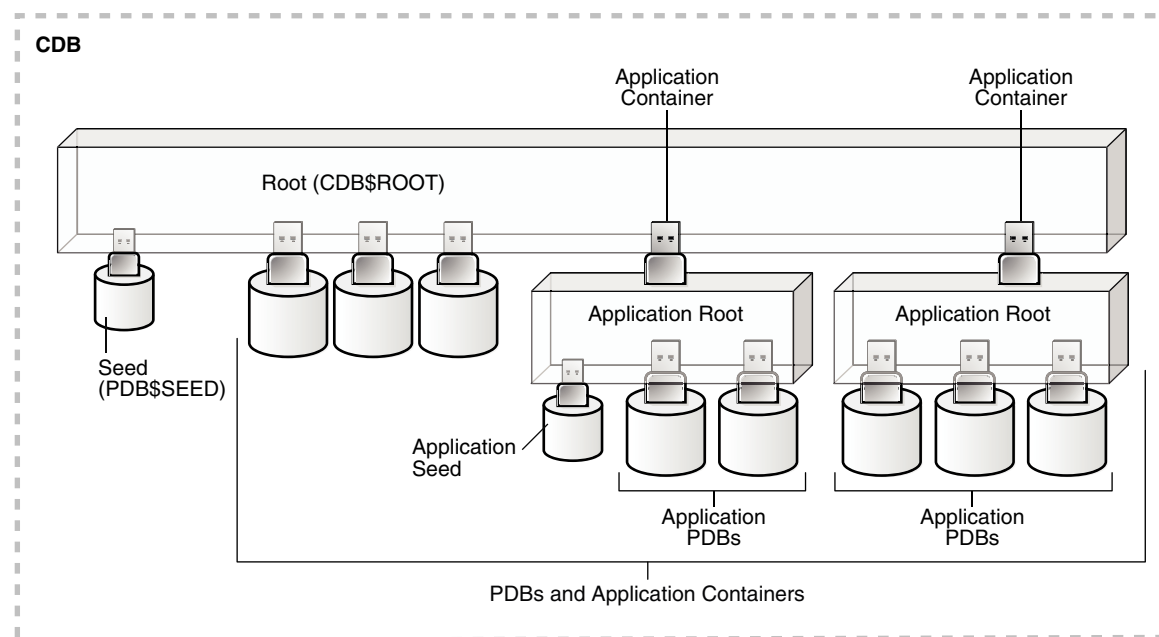 CDB
Application
Container
Application
Container
Root (CDB$ROOT)
Application Root
Application Root
Seed
(PDB$SEED)
Application
Seed
Application
PDBs
Application
PDBs
PDBs and Application Containers